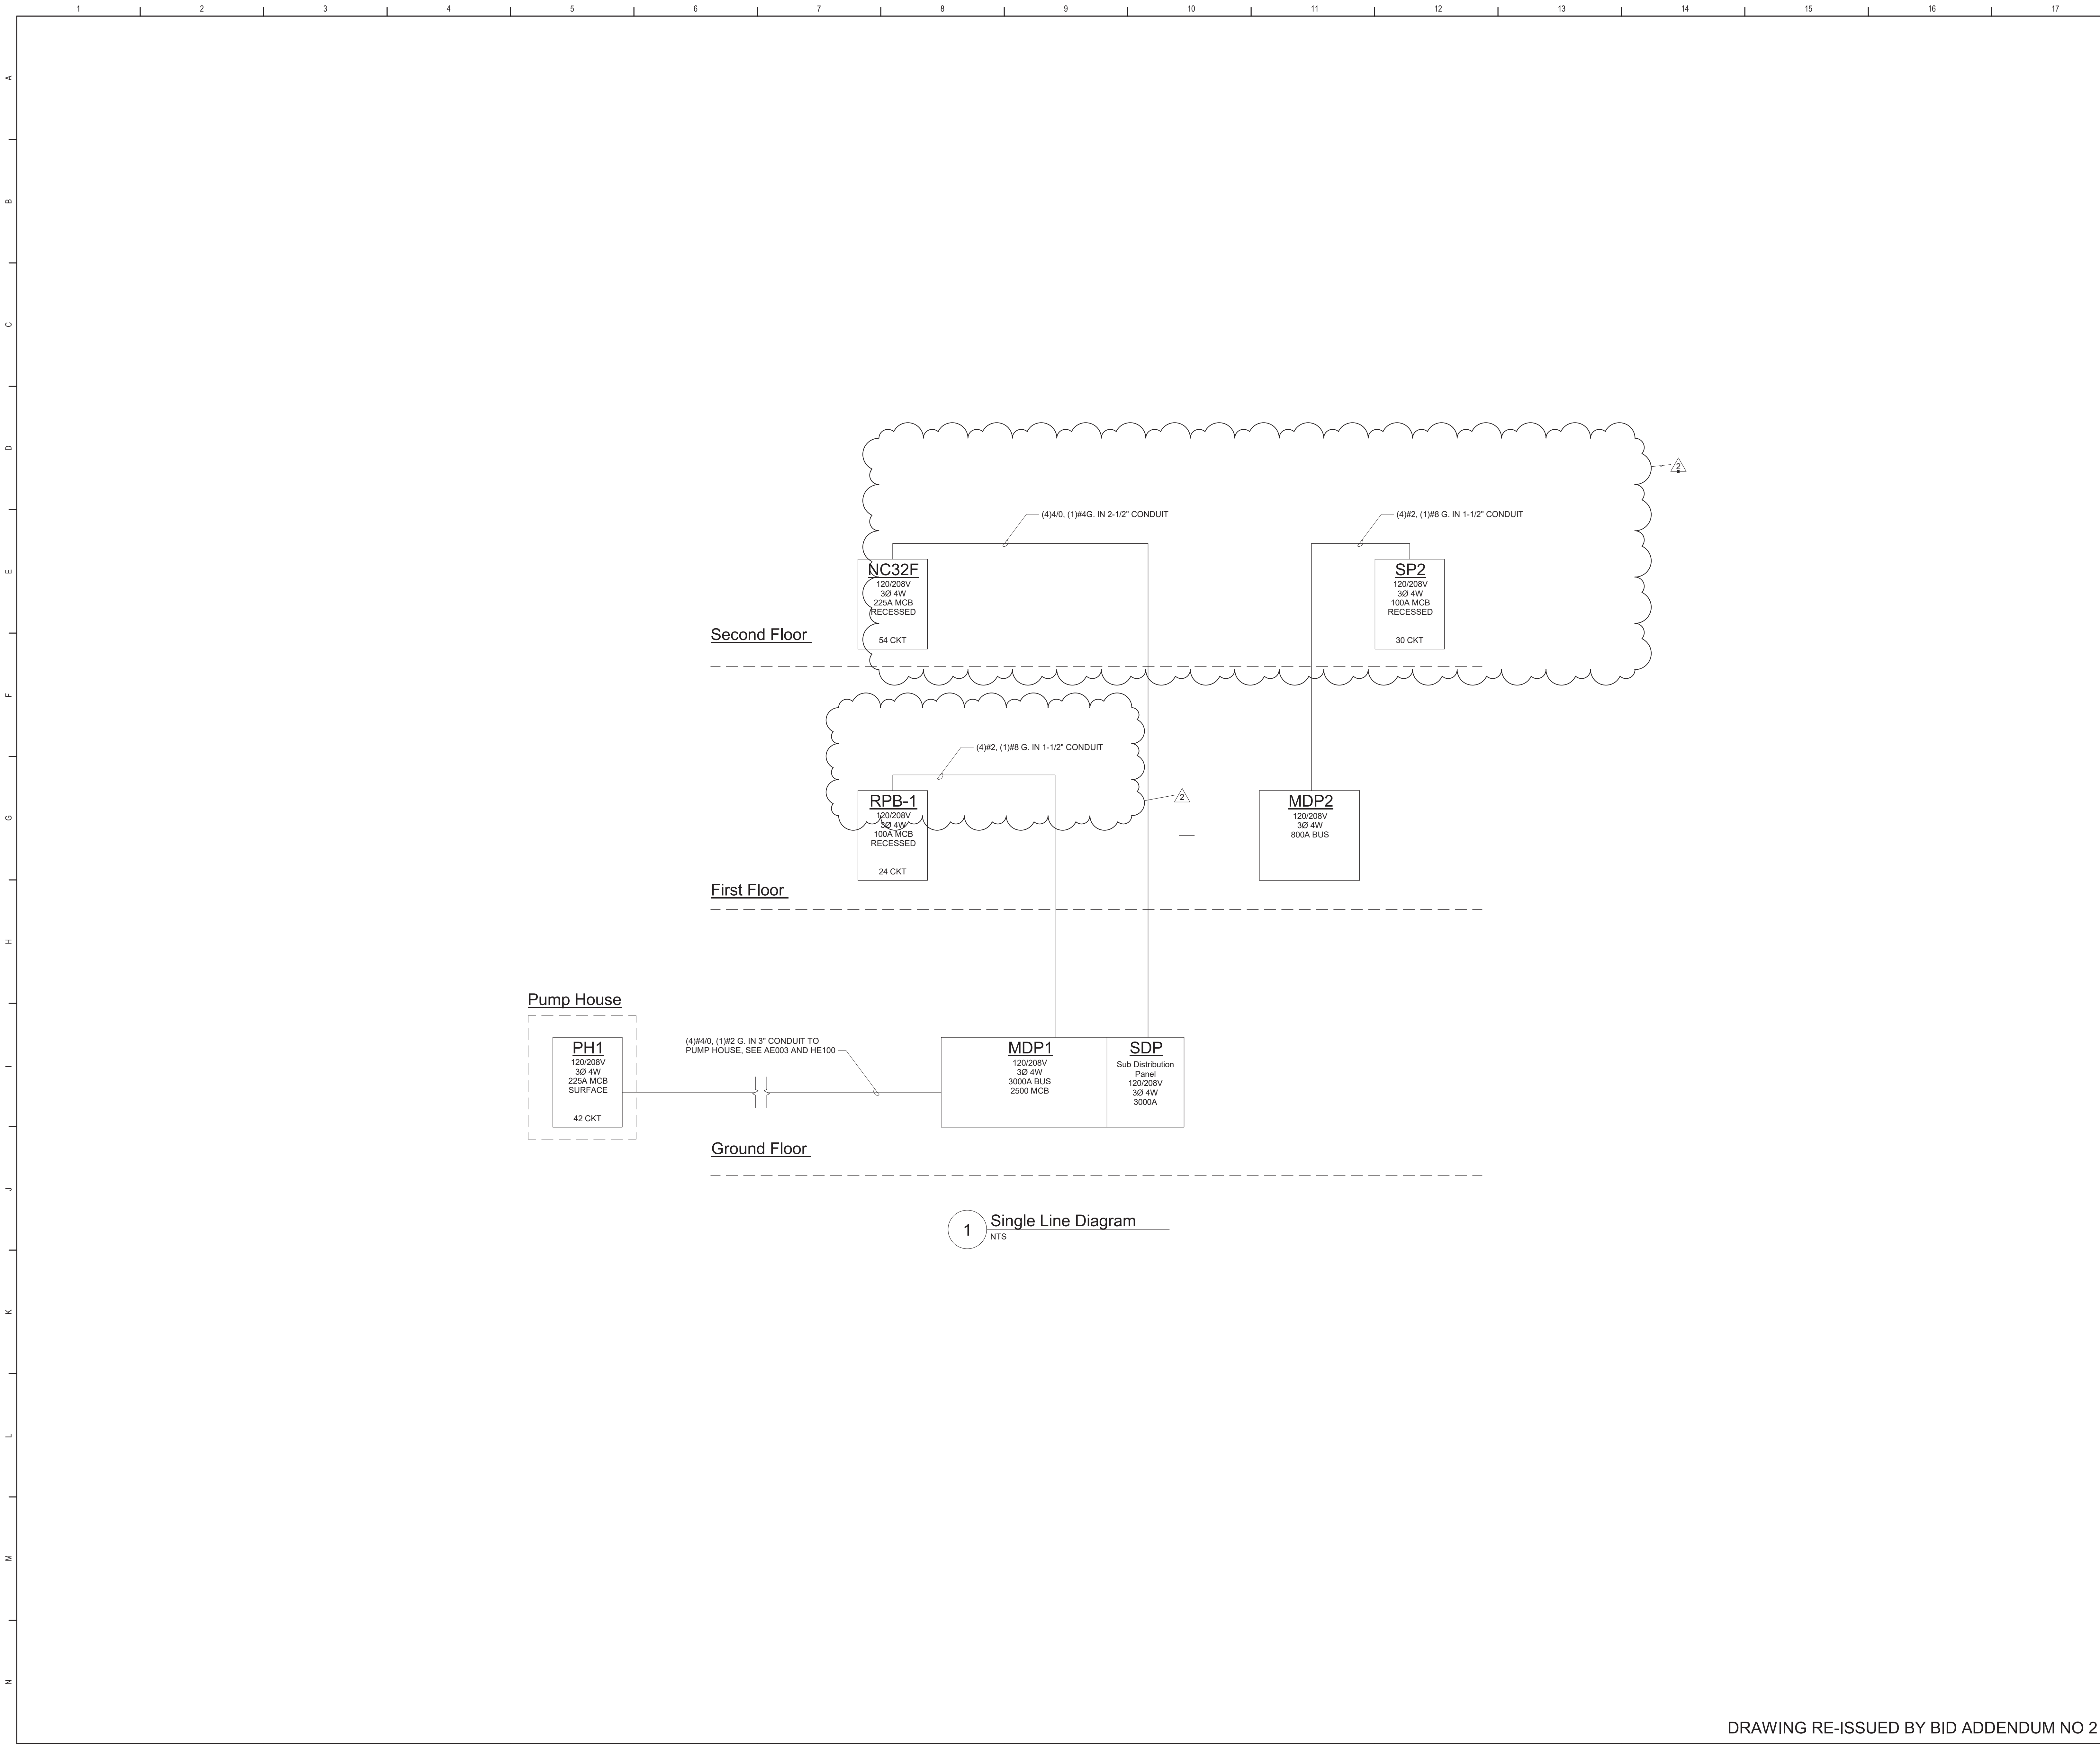 1 2 3 4 5 6 7 8 9 10 11 12 13 14 15 16 17
A
B
C
D
E
F
G
H
I
J
K
L
M
N
2
(4)4/0, (1)#4G. IN 2-1/2" CONDUIT
(4)#2, (1)#8 G. IN 1-1/2" CONDUIT
NC32F
120/208V
3Ø 4W
225A MCB
RECESSED
54 CKT
SP2
120/208V
3Ø 4W
100A MCB
RECESSED
30 CKT
Second Floor
(4)#2, (1)#8 G. IN 1-1/2" CONDUIT
2
RPB-1
120/208V
3Ø 4W
100A MCB
RECESSED
24 CKT
MDP2
120/208V
3Ø 4W
800A BUS
First Floor
Pump House
PH1
120/208V
3Ø 4W
225A MCB
SURFACE
42 CKT
(4)#4/0, (1)#2 G. IN 3" CONDUIT TO
PUMP HOUSE, SEE AE003 AND HE100
MDP1
120/208V
3Ø 4W
3000A BUS
2500 MCB
SDP
Sub Distribution
Panel
120/208V
3Ø 4W
3000A
Ground Floor
1
Single Line Diagram
NTS
DRAWING RE-ISSUED BY BID ADDENDUM NO 2